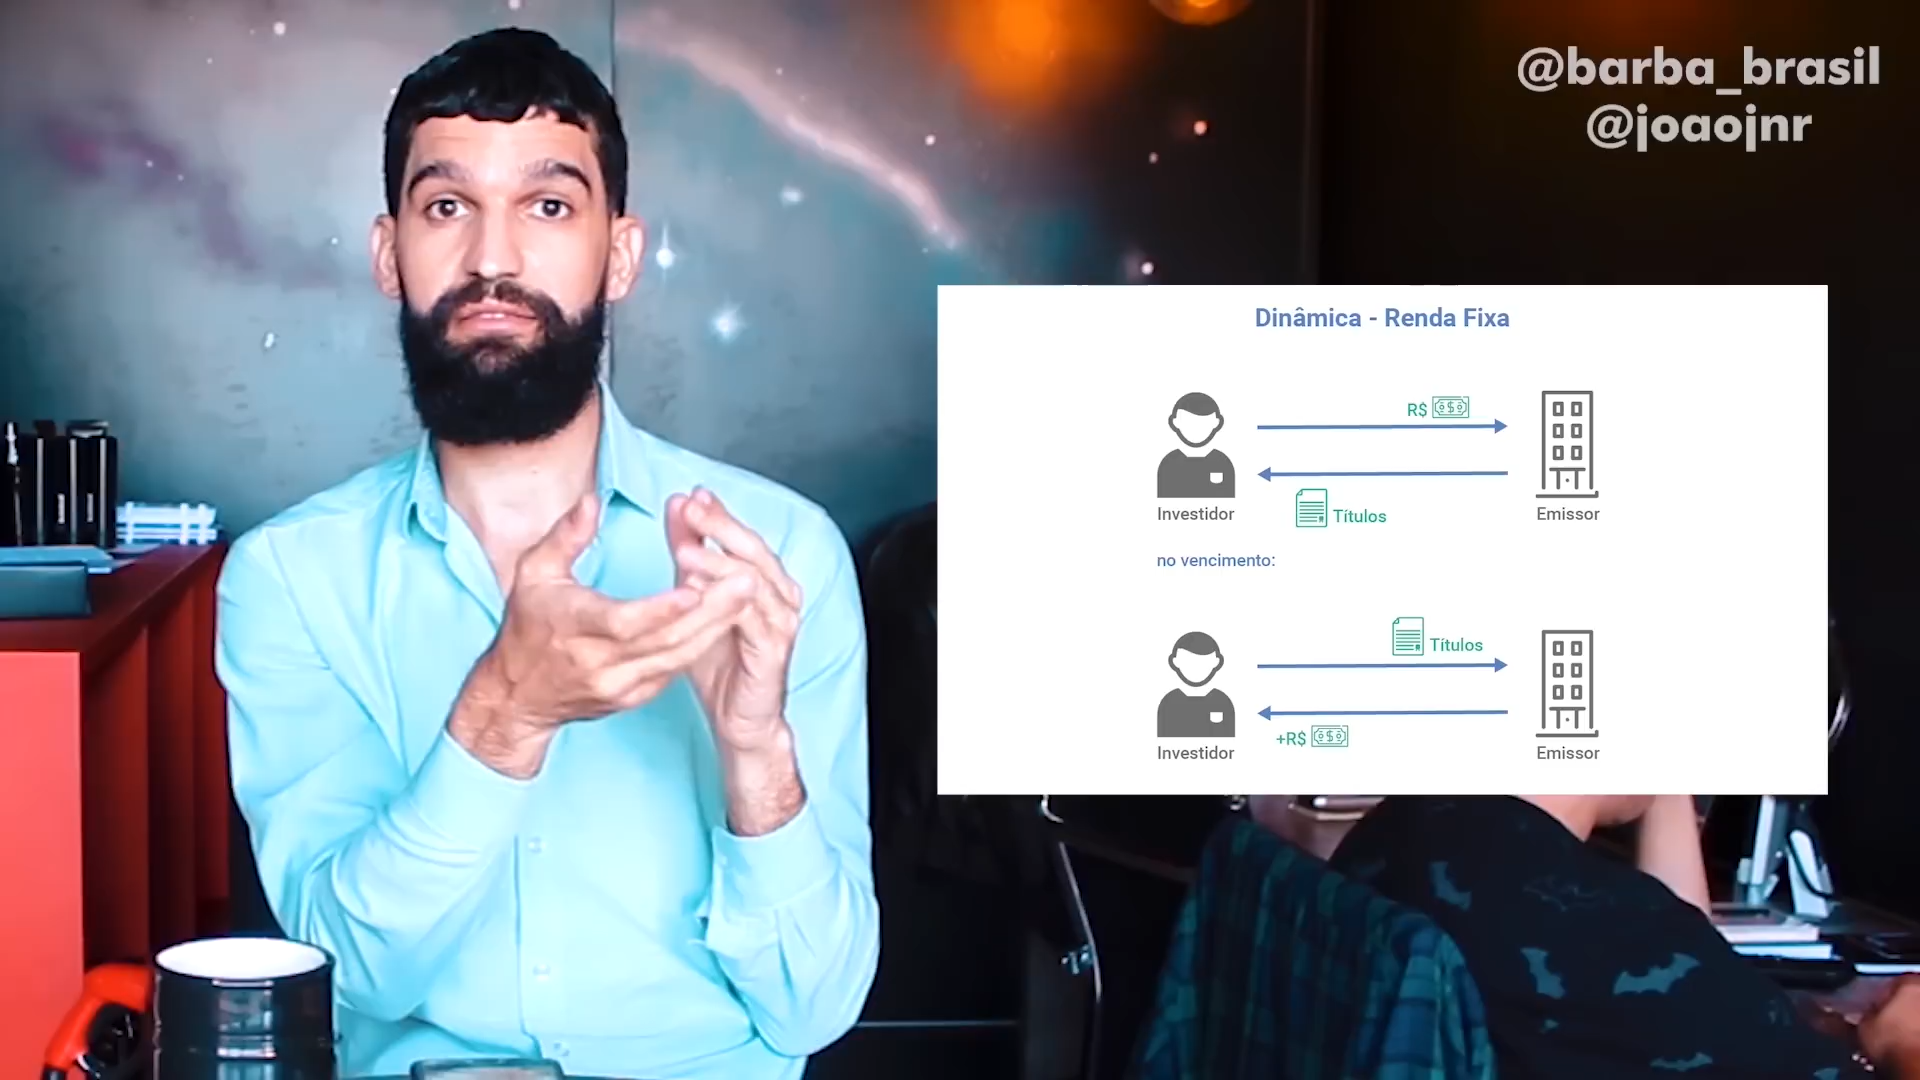 @barba_brasil
@joaojnr
Dinâmica - Renda Fixa
R$
Títulos
Investidor
Emissor
no vencimento:
Títulos
+R$
Investidor
Emissor